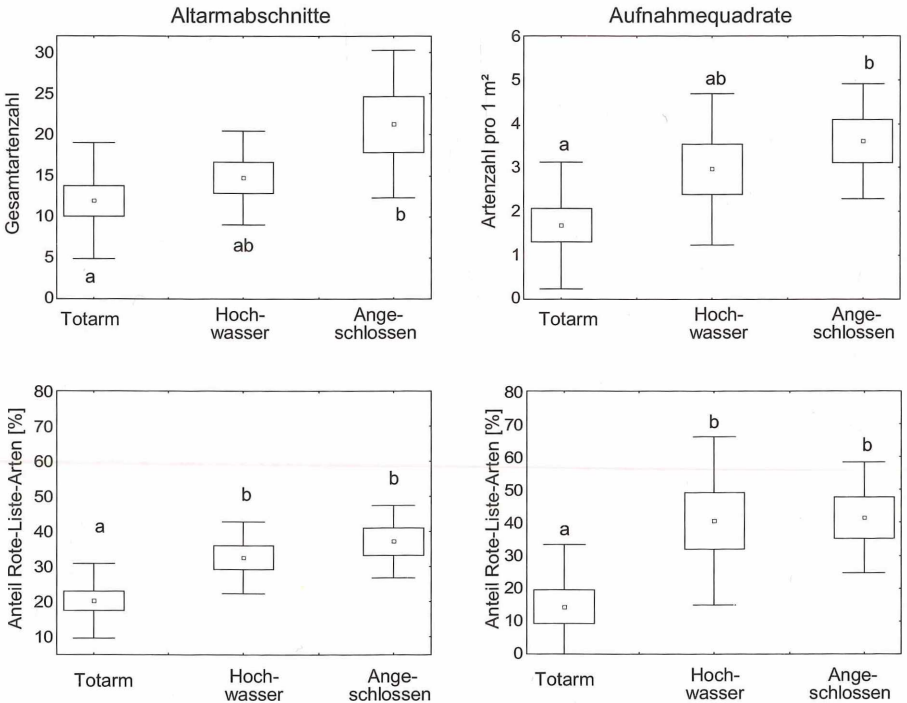 Altarmabschnitte
Gesamtartenzahl
30
25
20
15
10
5
0
a
ab
b
Totarm
Hoch-
wasser
Ange-
schlossen
Aufnahmequadrate
Artenzahl pro 1 m²
6
5
4
3
2
1
0
a
ab
b
Totarm
Hoch-
wasser
Ange-
schlossen
Anteil Rote-Liste-Arten [%]
80
70
60
50
40
30
20
10
a
b
b
Totarm
Hoch-
wasser
Ange-
schlossen
Anteil Rote-Liste-Arten [%]
80
70
60
50
40
30
20
10
0
a
b
b
Totarm
Hoch-
wasser
Ange-
schlossen